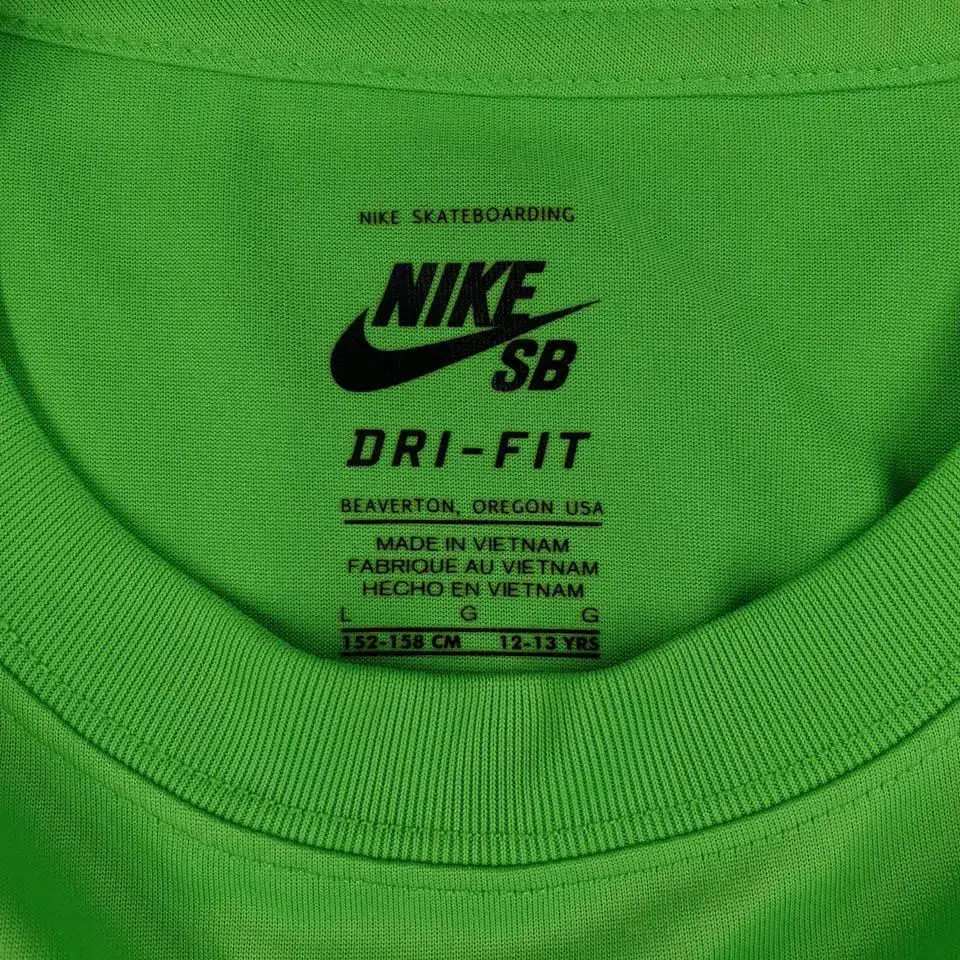 NIKE SKATEBOARDING
NIKE
SB
DRI-FIT
BEAVERTON, OREGON USA
MADE IN VIETNAM
FABRIQUE AU VIETNAM
HECHO EN VIETNAM
L G G
152-158 CM 12-13 YRS